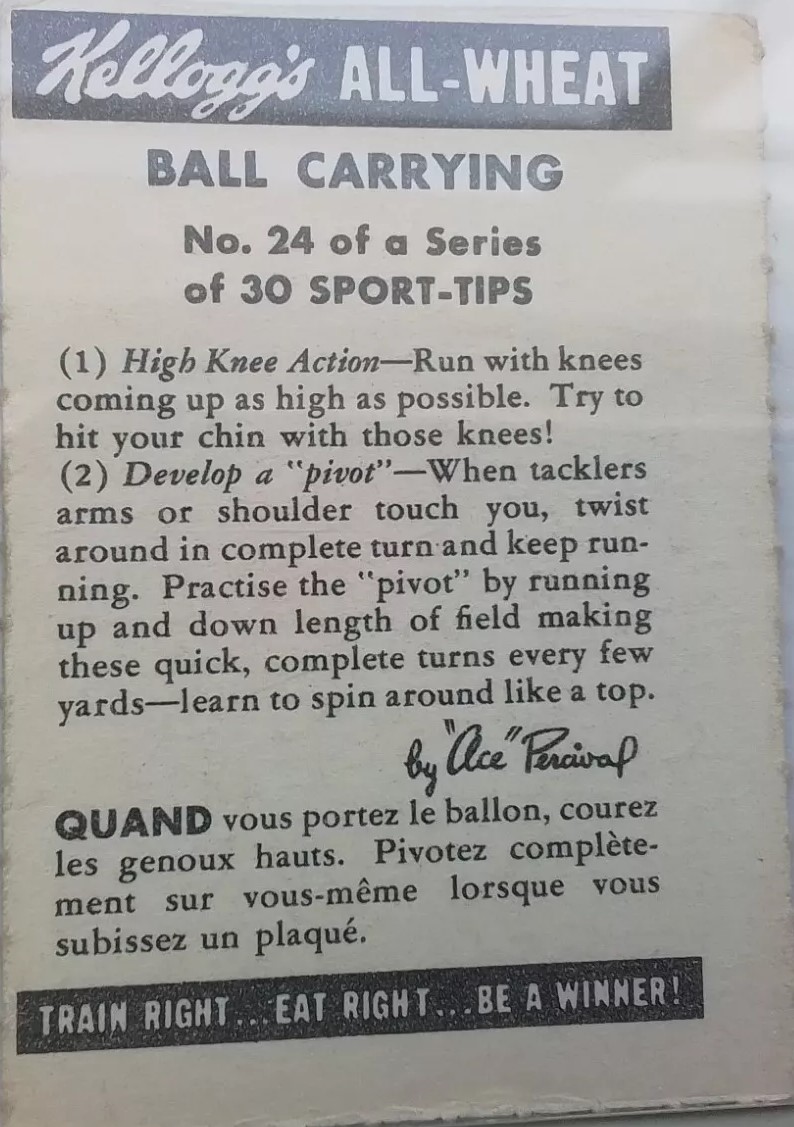 Kellogg's ALL-WHEAT
BALL CARRYING
No. 24 of a Series
of 30 SPORT-TIPS
(1) High Knee Action—Run with knees
coming up as high as possible. Try to
hit your chin with those knees!
(2) Develop a "pivot"—When tacklers
arms or shoulder touch you, twist
around in complete turn and keep run-
ning. Practise the "pivot" by running
up and down length of field making
these quick, complete turns every few
yards—learn to spin around like a top.
by "Ace" Percival
QUAND vous portez le ballon, courez
les genoux hauts. Pivotez complète-
ment sur vous-même lorsque vous
subissez un plaqué.
TRAIN RIGHT...EAT RIGHT...BE A WINNER!